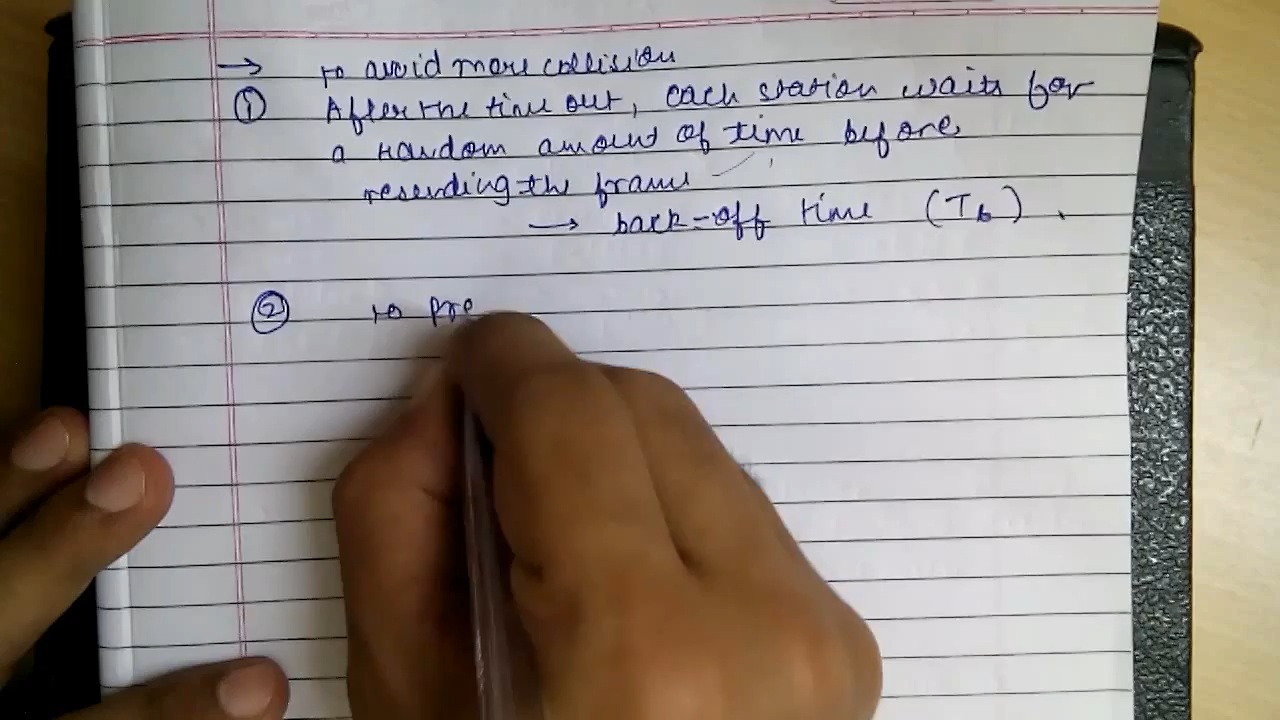 → to avoid more collision
① After the time out, each station waits for
a random amount of time before
resending the frame
→ back-off time (Tb).
② to pre